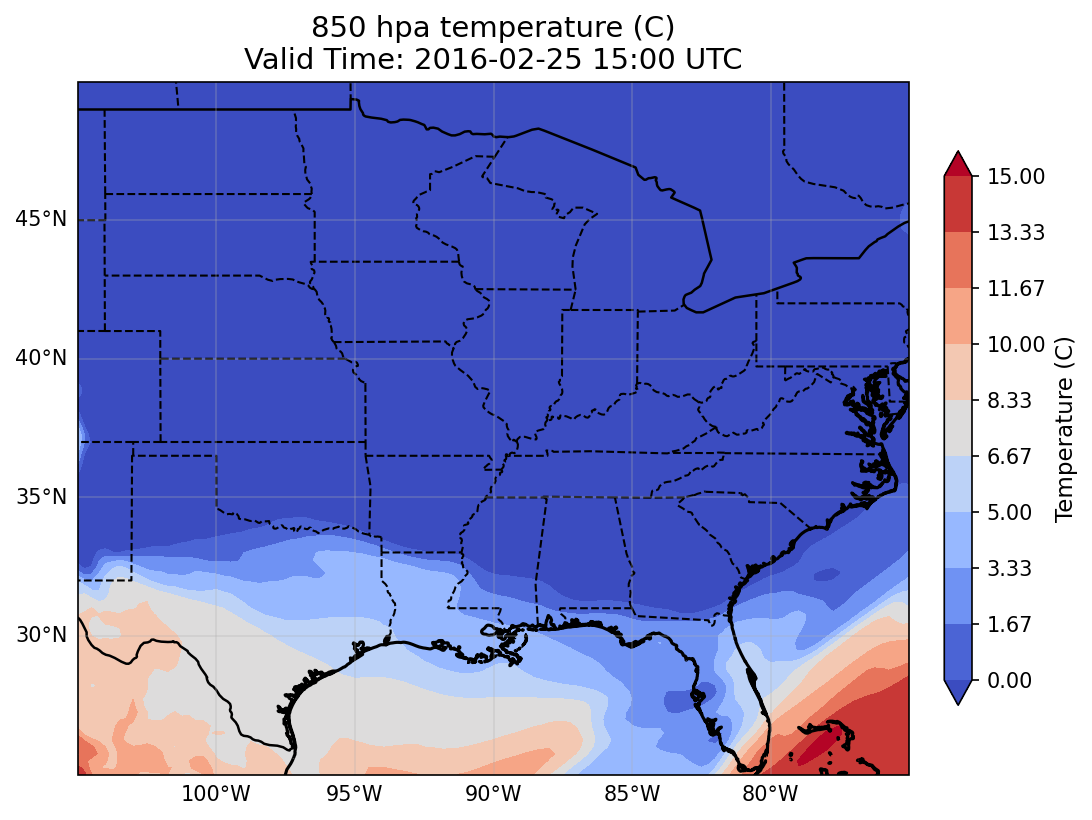 850 hpa temperature (C)
Valid Time: 2016-02-25 15:00 UTC
45°N
40°N
35°N
30°N
100°W
95°W
90°W
85°W
80°W
15.00
13.33
11.67
10.00
8.33
6.67
5.00
3.33
1.67
0.00
Temperature (C)